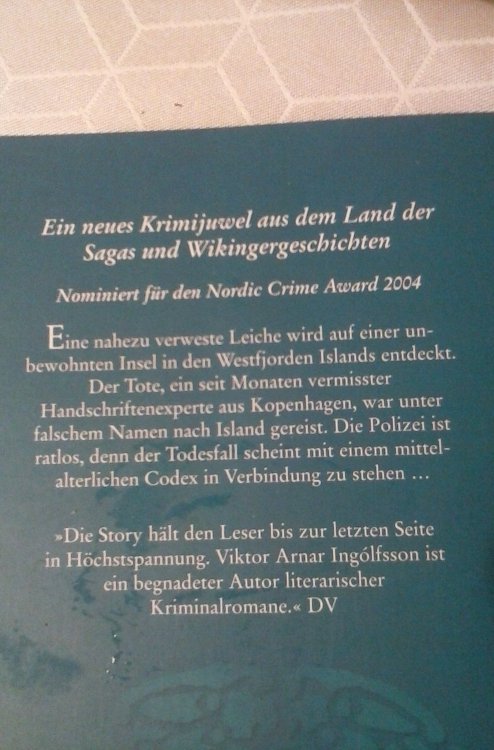 Ein neues Krimijuwel aus dem Land der
Sagas und Wikingergeschichten
Nominiert für den Nordic Crime Award 2004
Eine nahezu verweste Leiche wird auf einer un-
bewohnten Insel in den Westfjorden Islands entdeckt.
Der Tote, ein seit Monaten vermisster
Handschriftenexperte aus Kopenhagen, war unter
falschem Namen nach Island gereist. Die Polizei ist
ratlos, denn der Todesfall scheint mit einem mittel-
alterlichen Codex in Verbindung zu stehen ...
»Die Story hält den Leser bis zur letzten Seite
in Höchstspannung. Viktor Arnar Ingólfsson ist
ein begnadeter Autor literarischer
Kriminalromane.« DV